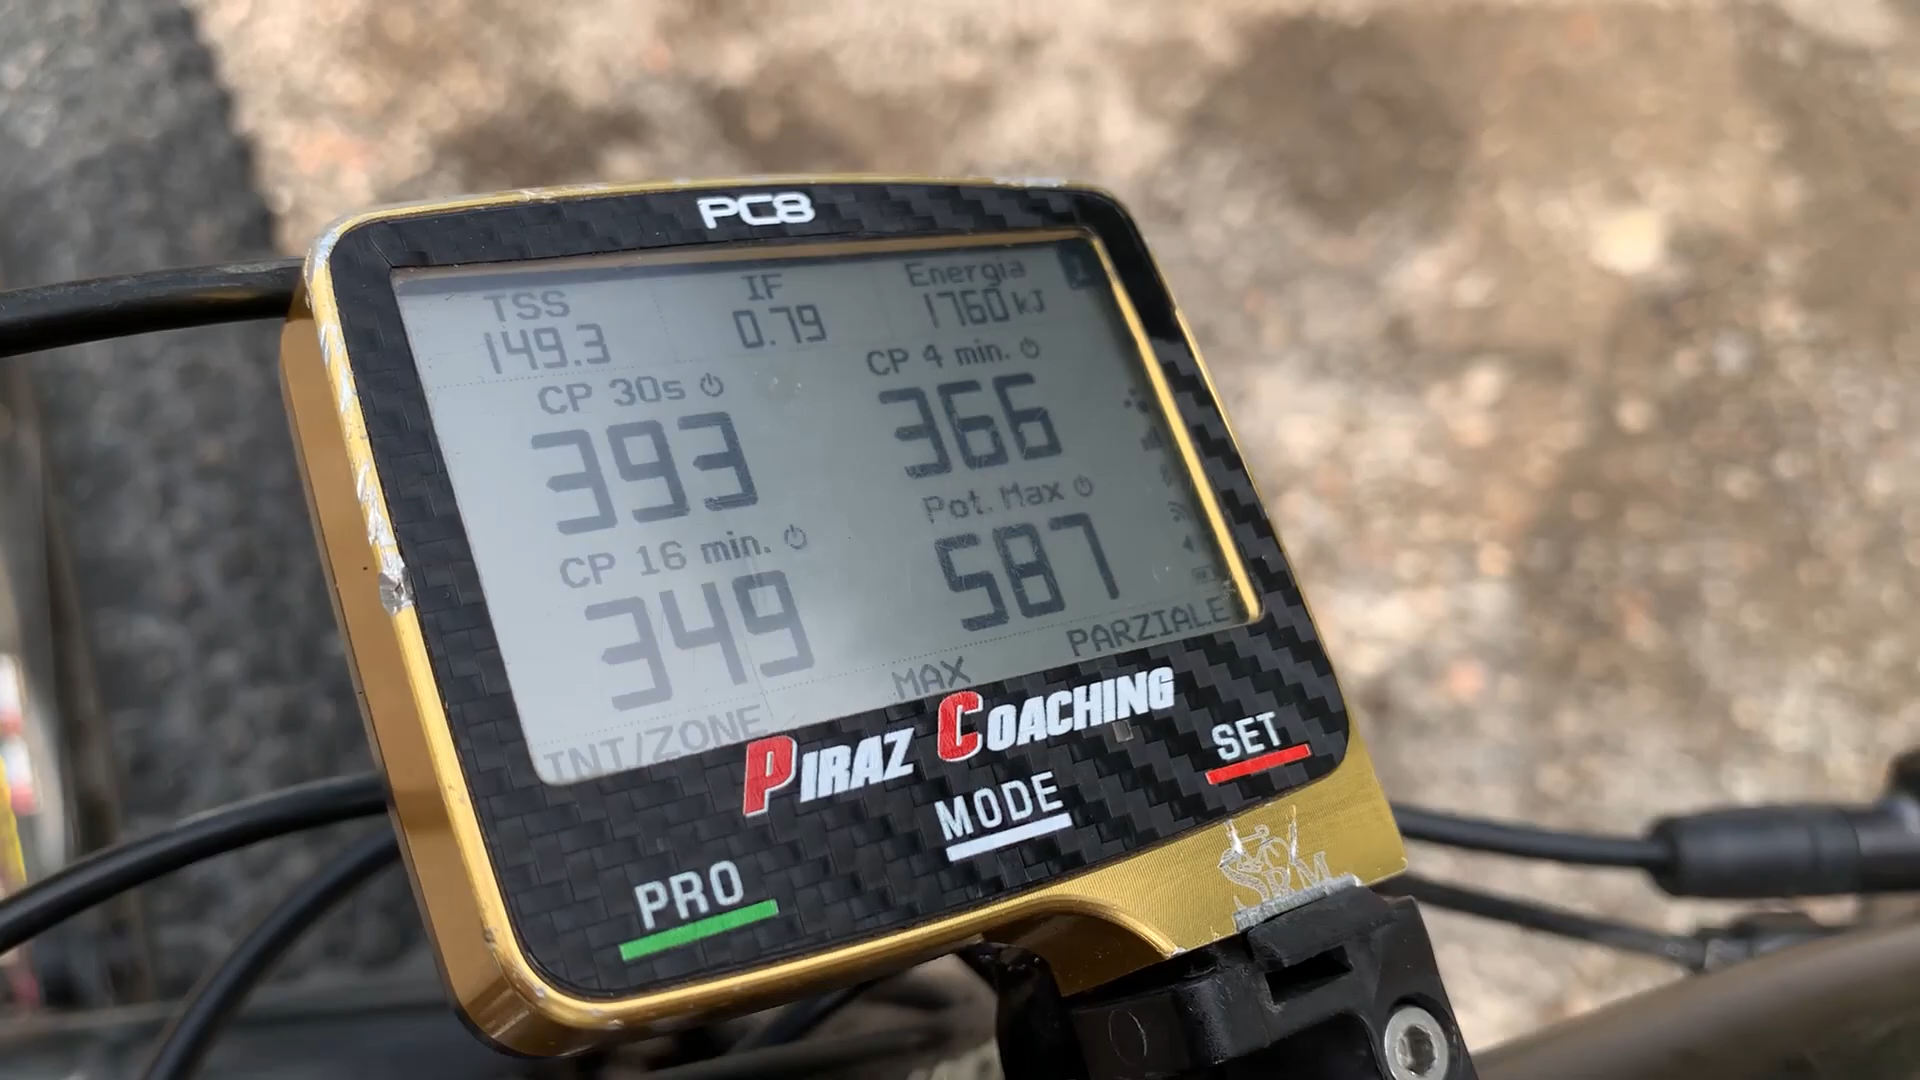 PC8
TSS IF Energia 1
149.3 0.79 1760 kJ
CP 30s CP 4 min.
393 366
CP 16 min. Pot. Max
349 587
INT/ZONE MAX PARZIALE
PIRAZ COACHING
PRO MODE SET
SRM